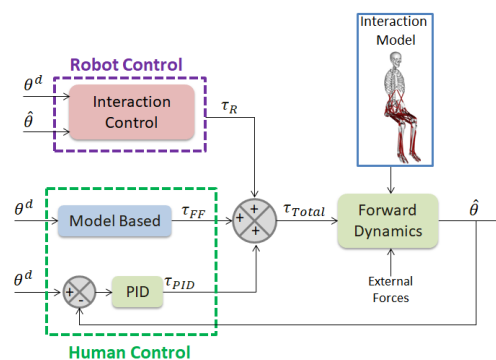 Interaction
Model
Robot Control
θ^d
θ̂
Interaction
Control
τ_R
θ^d
Model Based
τ_FF
+
+ +
+
τ_Total
Forward
Dynamics
θ̂
θ^d
+
-
PID
τ_PID
External
Forces
Human Control